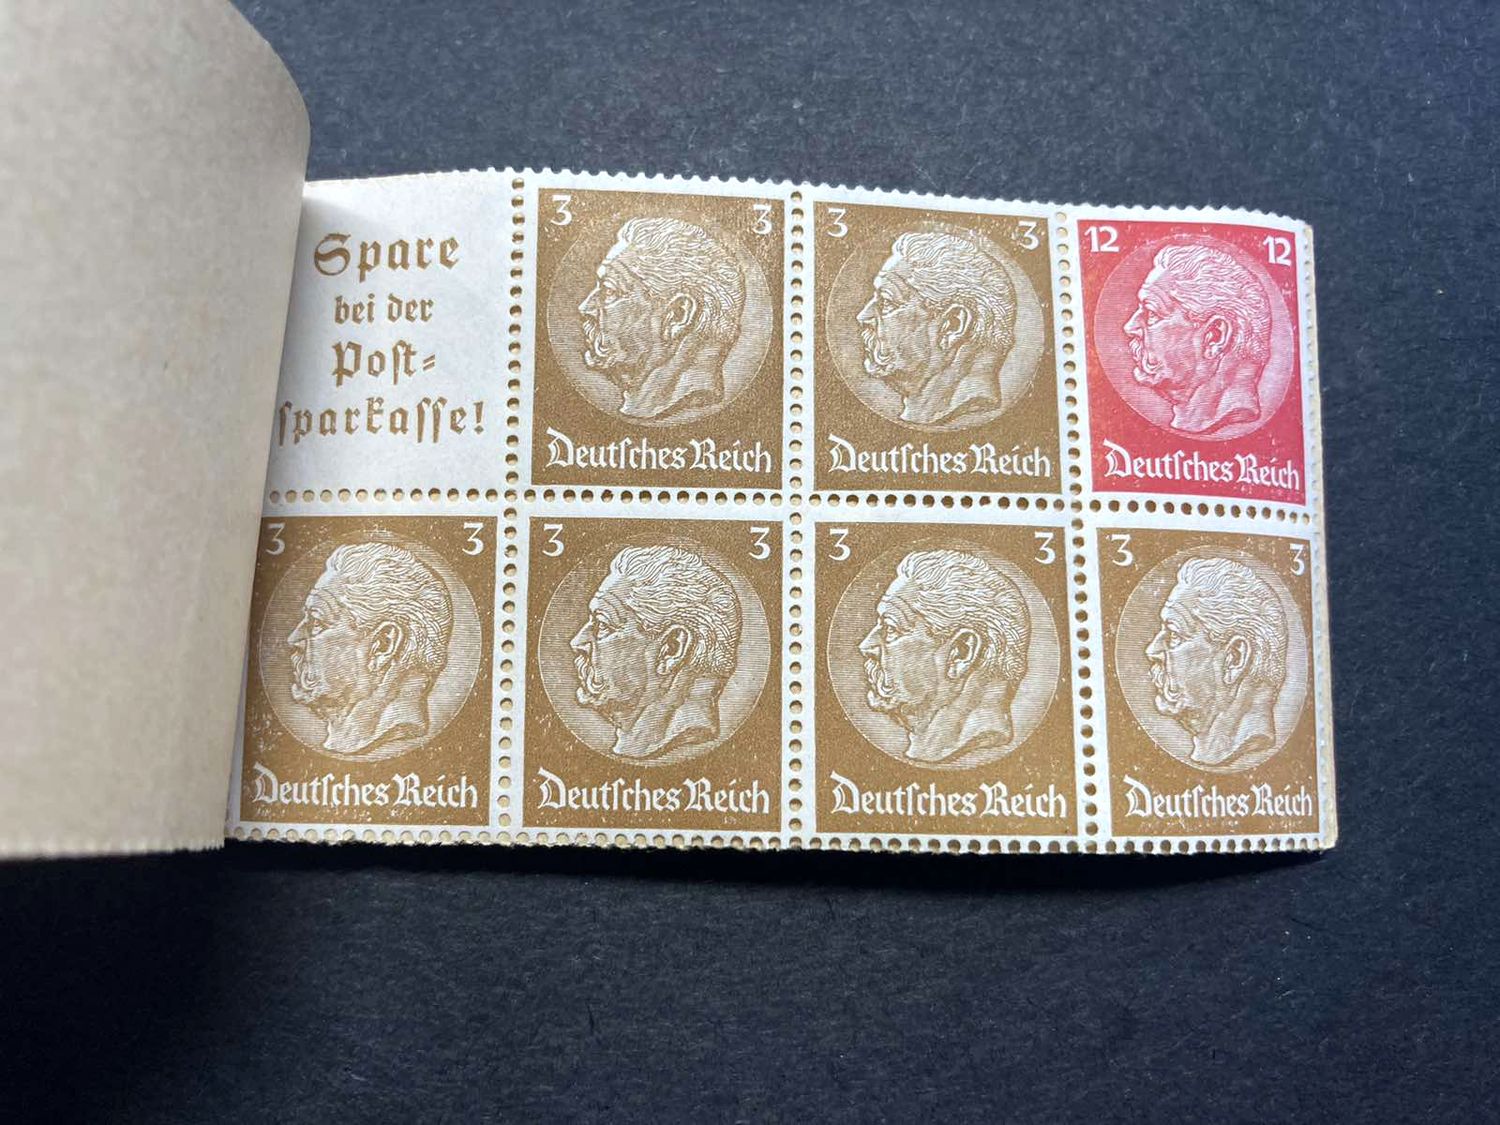 Spare
bei der
Poſt⸗
ſparkaſſe!
3 3
Deutſches Reich
3 3
Deutſches Reich
12 12
Deutſches Reich
3 3
Deutſches Reich
3 3
Deutſches Reich
3 3
Deutſches Reich
3 3
Deutſches Reich